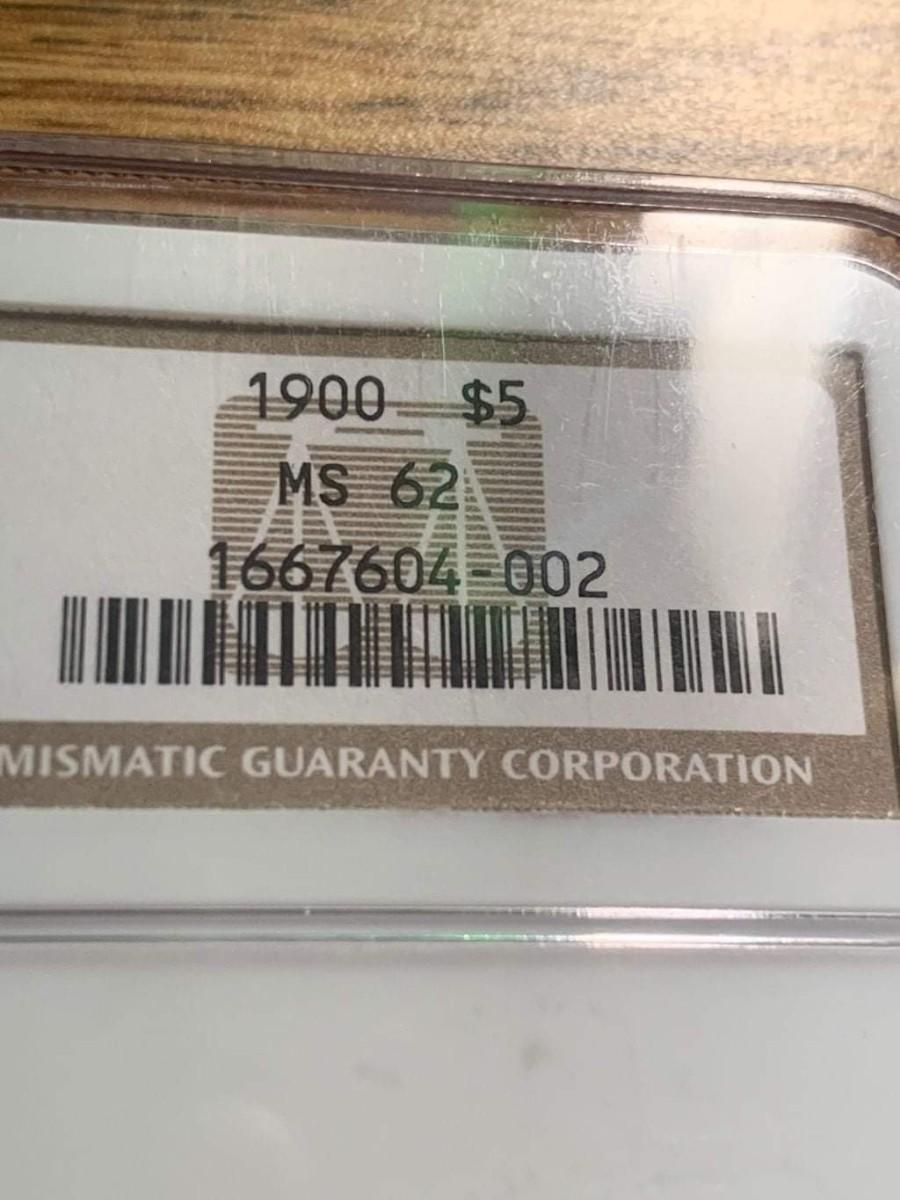 1900 $5
MS 62
1667604-002
MISMATIC GUARANTY CORPORATION